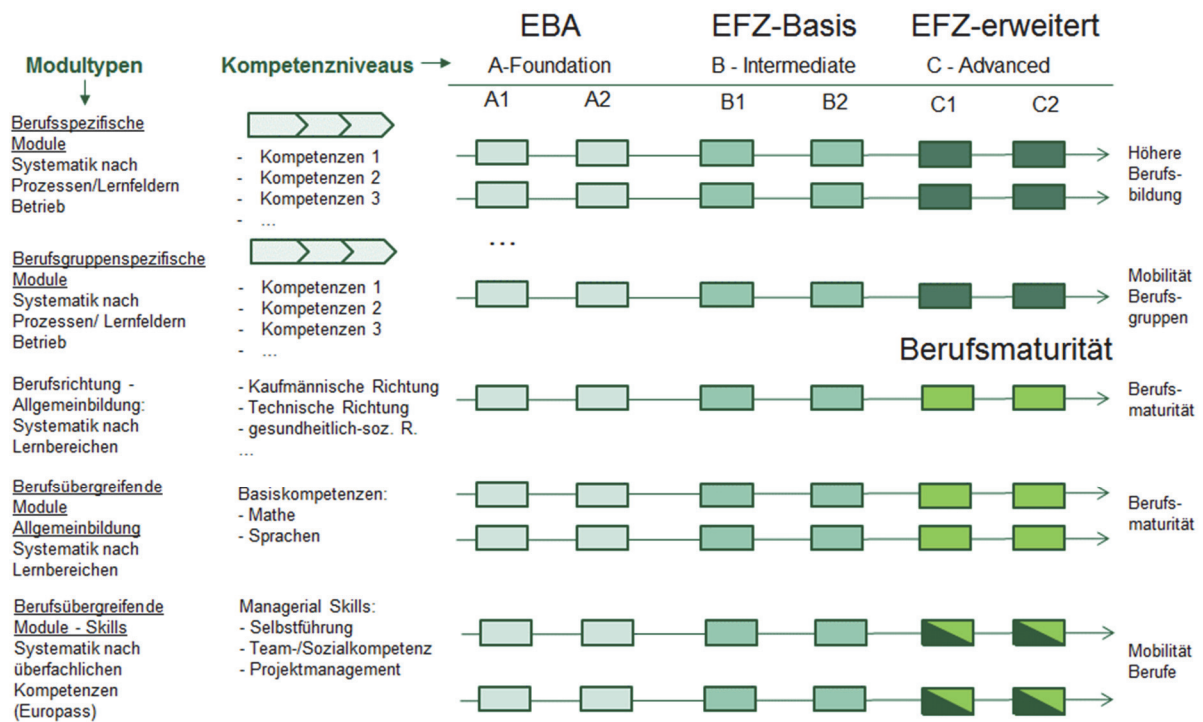 EBA
EFZ-Basis
EFZ-erweitert
Modultypen
Kompetenzniveaus
A-Foundation
B - Intermediate
C - Advanced
A1
A2
B1
B2
C1
C2
Berufsspezifische
Module
Systematik nach
Prozessen/Lernfeldern
Betrieb
- Kompetenzen 1
- Kompetenzen 2
- Kompetenzen 3
- ...
Höhere
Berufs-
bildung
...
Berufsgruppenspezifische
Module
Systematik nach
Prozessen/ Lernfeldern
Betrieb
- Kompetenzen 1
- Kompetenzen 2
- Kompetenzen 3
- ...
Mobilität
Berufs-
gruppen
Berufsmaturität
Berufsrichtung -
Allgemeinbildung:
Systematik nach
Lernbereichen
- Kaufmännische Richtung
- Technische Richtung
- gesundheitlich-soz. R.
...
Berufs-
maturität
Berufsübergreifende
Module
Allgemeinbildung
Systematik nach
Lernbereichen
Basiskompetenzen:
- Mathe
- Sprachen
Berufs-
maturität
Berufsübergreifende
Module - Skills
Systematik nach
überfachlichen
Kompetenzen
(Europass)
Managerial Skills:
- Selbstführung
- Team-/Sozialkompetenz
- Projektmanagement
Mobilität
Berufe